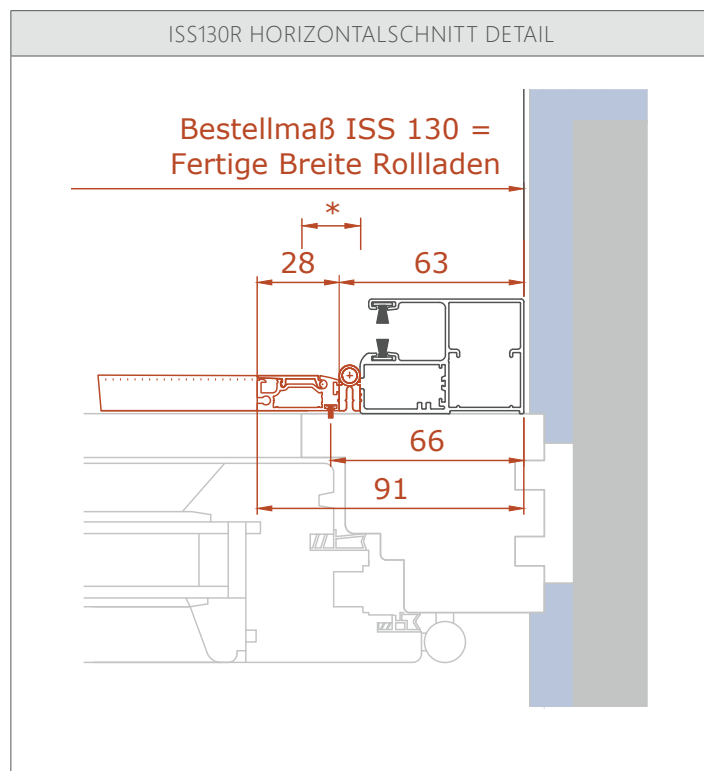 ISS130R HORIZONTALSCHNITT DETAIL
Bestellmaß ISS 130 =
Fertige Breite Rollladen
*
28 63
66
91